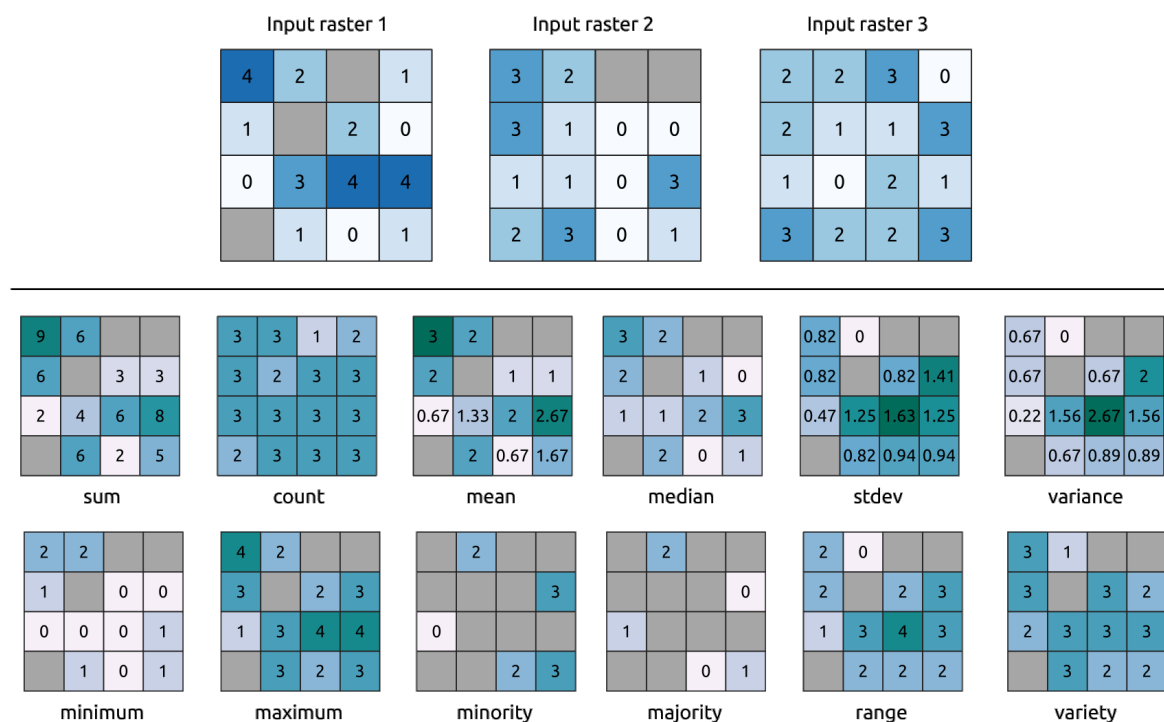 Input raster 1 Input raster 2 Input raster 3
4 2 1 3 2 2 2 3 0
1 2 0 3 1 0 0 2 1 1 3
0 3 4 4 1 1 0 3 1 0 2 1
1 0 1 2 3 0 1 3 2 2 3
9 6 3 3 1 2 3 2 3 2 0.82 0 0.67 0
6 3 3 3 2 3 3 2 1 1 2 1 0 0.82 0.82 1.41 0.67 0.67 2
2 4 6 8 3 3 3 3 0.67 1.33 2 2.67 1 1 2 3 0.47 1.25 1.63 1.25 0.22 1.56 2.67 1.56
6 2 5 2 3 3 3 2 0.67 1.67 2 0 1 0.82 0.94 0.94 0.67 0.89 0.89
sum count mean median stdev variance
2 2 4 2 2 2 2 0 3 1
1 0 0 3 2 3 3 0 2 2 3 3 3 2
0 0 0 1 1 3 4 4 0 1 1 3 4 3 2 3 3 3
1 0 1 3 2 3 2 3 0 1 2 2 2 3 2 2
minimum maximum minority majority range variety